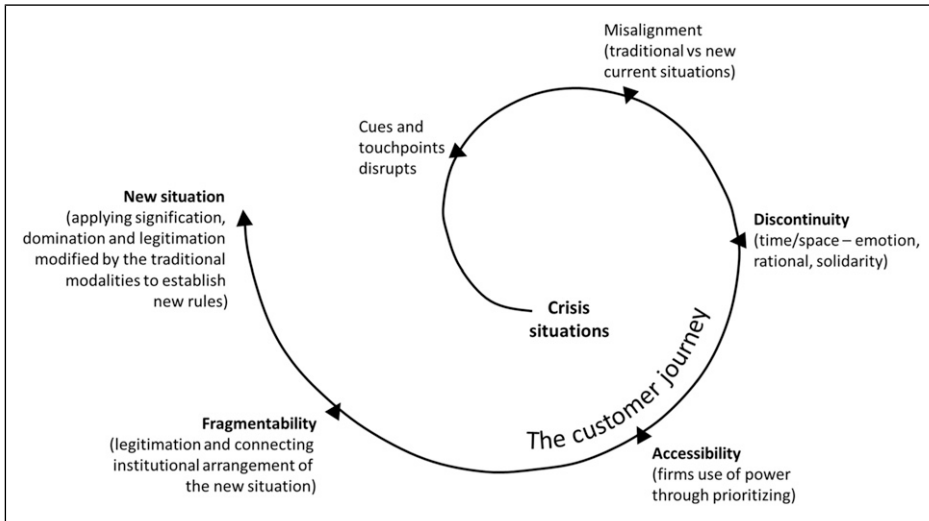 Misalignment
(traditional vs new
current situations)
Cues and
touchpoints
disrupts
New situation
(applying signification,
domination and legitimation
modified by the traditional
modalities to establish
new rules)
Discontinuity
(time/space – emotion,
rational, solidarity)
Crisis
situations
The customer journey
Fragmentability
(legitimation and connecting
institutional arrangement of
the new situation)
Accessibility
(firms use of power
through prioritizing)